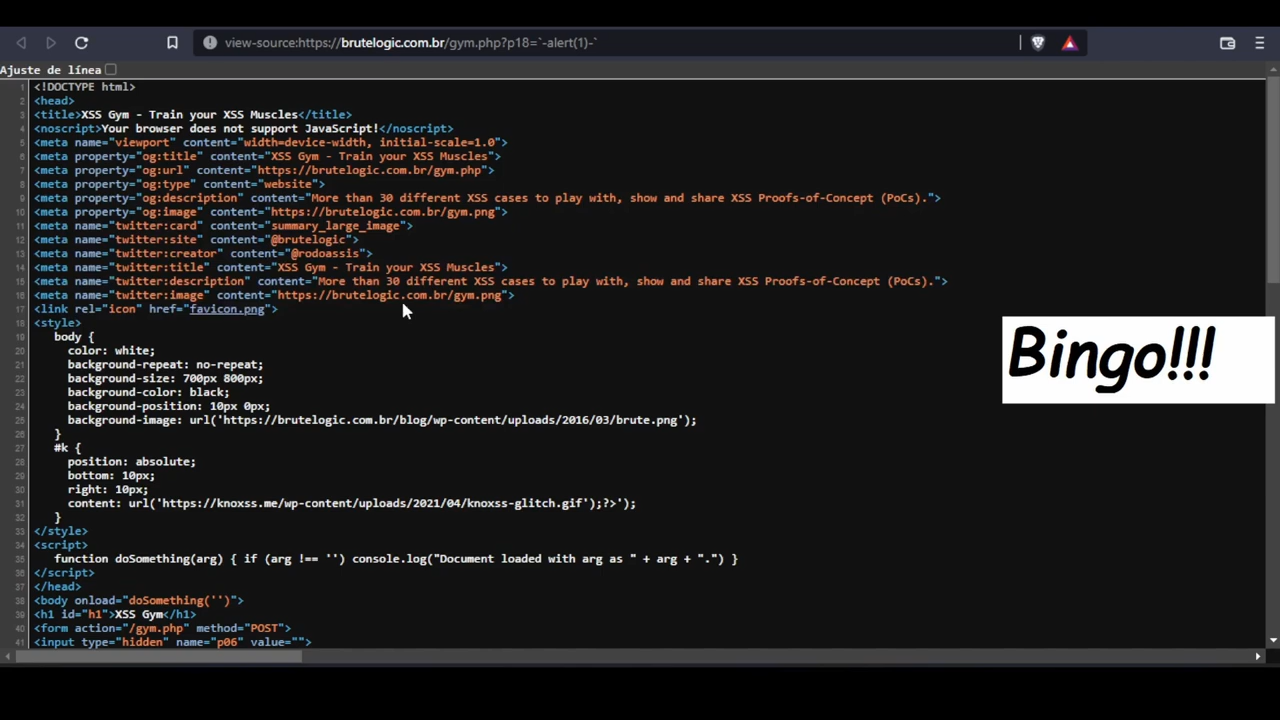 view-source:https://brutelogic.com.br/gym.php?p18=`-alert(1)-`
Ajuste de línea
1 <!DOCTYPE html>
2 <head>
3 <title>XSS Gym - Train your XSS Muscles</title>
4 <noscript>Your browser does not support JavaScript!</noscript>
5 <meta name="viewport" content="width=device-width, initial-scale=1.0">
6 <meta property="og:title" content="XSS Gym - Train your XSS Muscles">
7 <meta property="og:url" content="https://brutelogic.com.br/gym.php">
8 <meta property="og:type" content="website">
9 <meta property="og:description" content="More than 30 different XSS cases to play with, show and share XSS Proofs-of-Concept (PoCs).">
10 <meta property="og:image" content="https://brutelogic.com.br/gym.png">
11 <meta name="twitter:card" content="summary_large_image">
12 <meta name="twitter:site" content="@brutelogic">
13 <meta name="twitter:creator" content="@rodoassis">
14 <meta name="twitter:title" content="XSS Gym - Train your XSS Muscles">
15 <meta name="twitter:description" content="More than 30 different XSS cases to play with, show and share XSS Proofs-of-Concept (PoCs).">
16 <meta name="twitter:image" content="https://brutelogic.com.br/gym.png">
17 <link rel="icon" href="favicon.png">
18 <style>
19 body {
20 color: white;
21 background-repeat: no-repeat;
22 background-size: 700px 800px;
23 background-color: black;
24 background-position: 10px 0px;
25 background-image: url('https://brutelogic.com.br/blog/wp-content/uploads/2016/03/brute.png');
26 }
27 #k {
28 position: absolute;
29 bottom: 10px;
30 right: 10px;
31 content: url('https://knoxss.me/wp-content/uploads/2021/04/knoxss-glitch.gif');?>');
32 }
33 </style>
34 <script>
35 function doSomething(arg) { if (arg !== '') console.log("Document loaded with arg as " + arg + ".") }
36 </script>
37 </head>
38 <body onload="doSomething('')">
39 <h1 id="h1">XSS Gym</h1>
40 <form action="/gym.php" method="POST">
41 <input type="hidden" name="p06" value="">
Bingo!!!